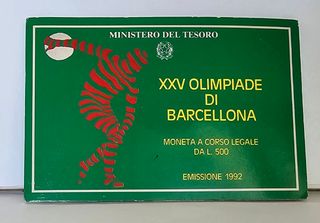 MINISTERO DEL TESORO
XXV OLIMPIADE
DI
BARCELLONA
MONETA A CORSO LEGALE
DA L. 500
EMISSIONE 1992